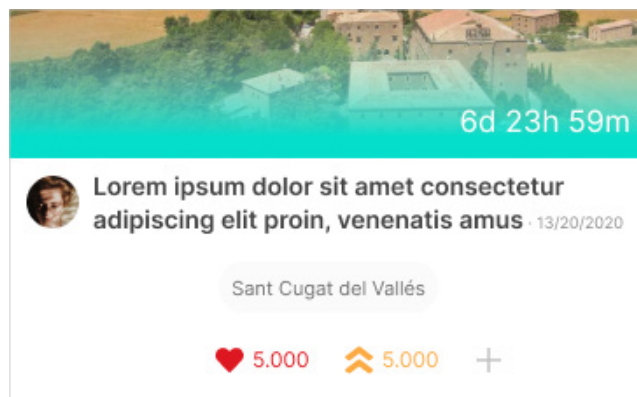 6d 23h 59m
Lorem ipsum dolor sit amet consectetur
adipiscing elit proin, venenatis amus · 13/20/2020
Sant Cugat del Vallés
5.000 5.000